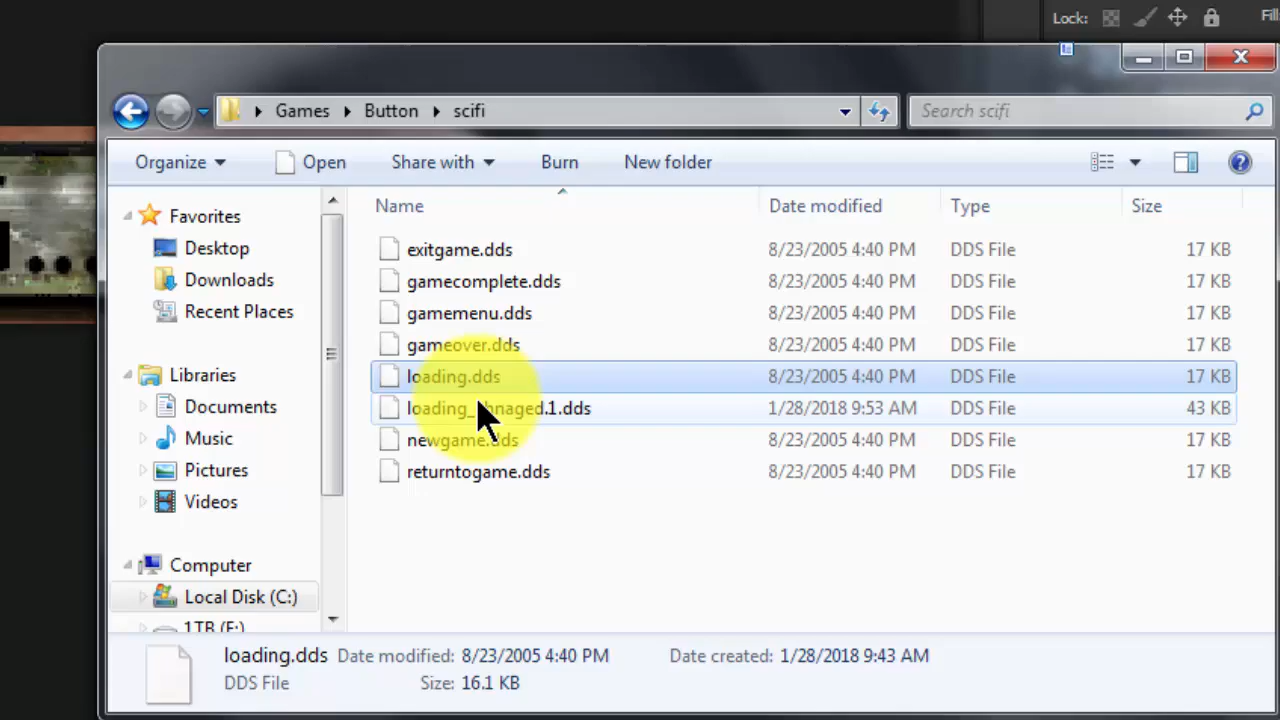 Lock: Fil
Games Button scifi Search scifi
Organize Open Share with Burn New folder
Name Date modified Type Size
Favorites
Desktop
Downloads
Recent Places
Libraries
Documents
Music
Pictures
Videos
Computer
Local Disk (C:)
1TB (F:)
exitgame.dds 8/23/2005 4:40 PM DDS File 17 KB
gamecomplete.dds 8/23/2005 4:40 PM DDS File 17 KB
gamemenu.dds 8/23/2005 4:40 PM DDS File 17 KB
gameover.dds 8/23/2005 4:40 PM DDS File 17 KB
loading.dds 8/23/2005 4:40 PM DDS File 17 KB
1/28/2018 9:53 AM DDS File 43 KB
newgame.dds 8/23/2005 4:40 PM DDS File 17 KB
returntogame.dds 8/23/2005 4:40 PM DDS File 17 KB
loading.dds Date modified: 8/23/2005 4:40 PM Date created: 1/28/2018 9:43 AM
DDS File Size: 16.1 KB